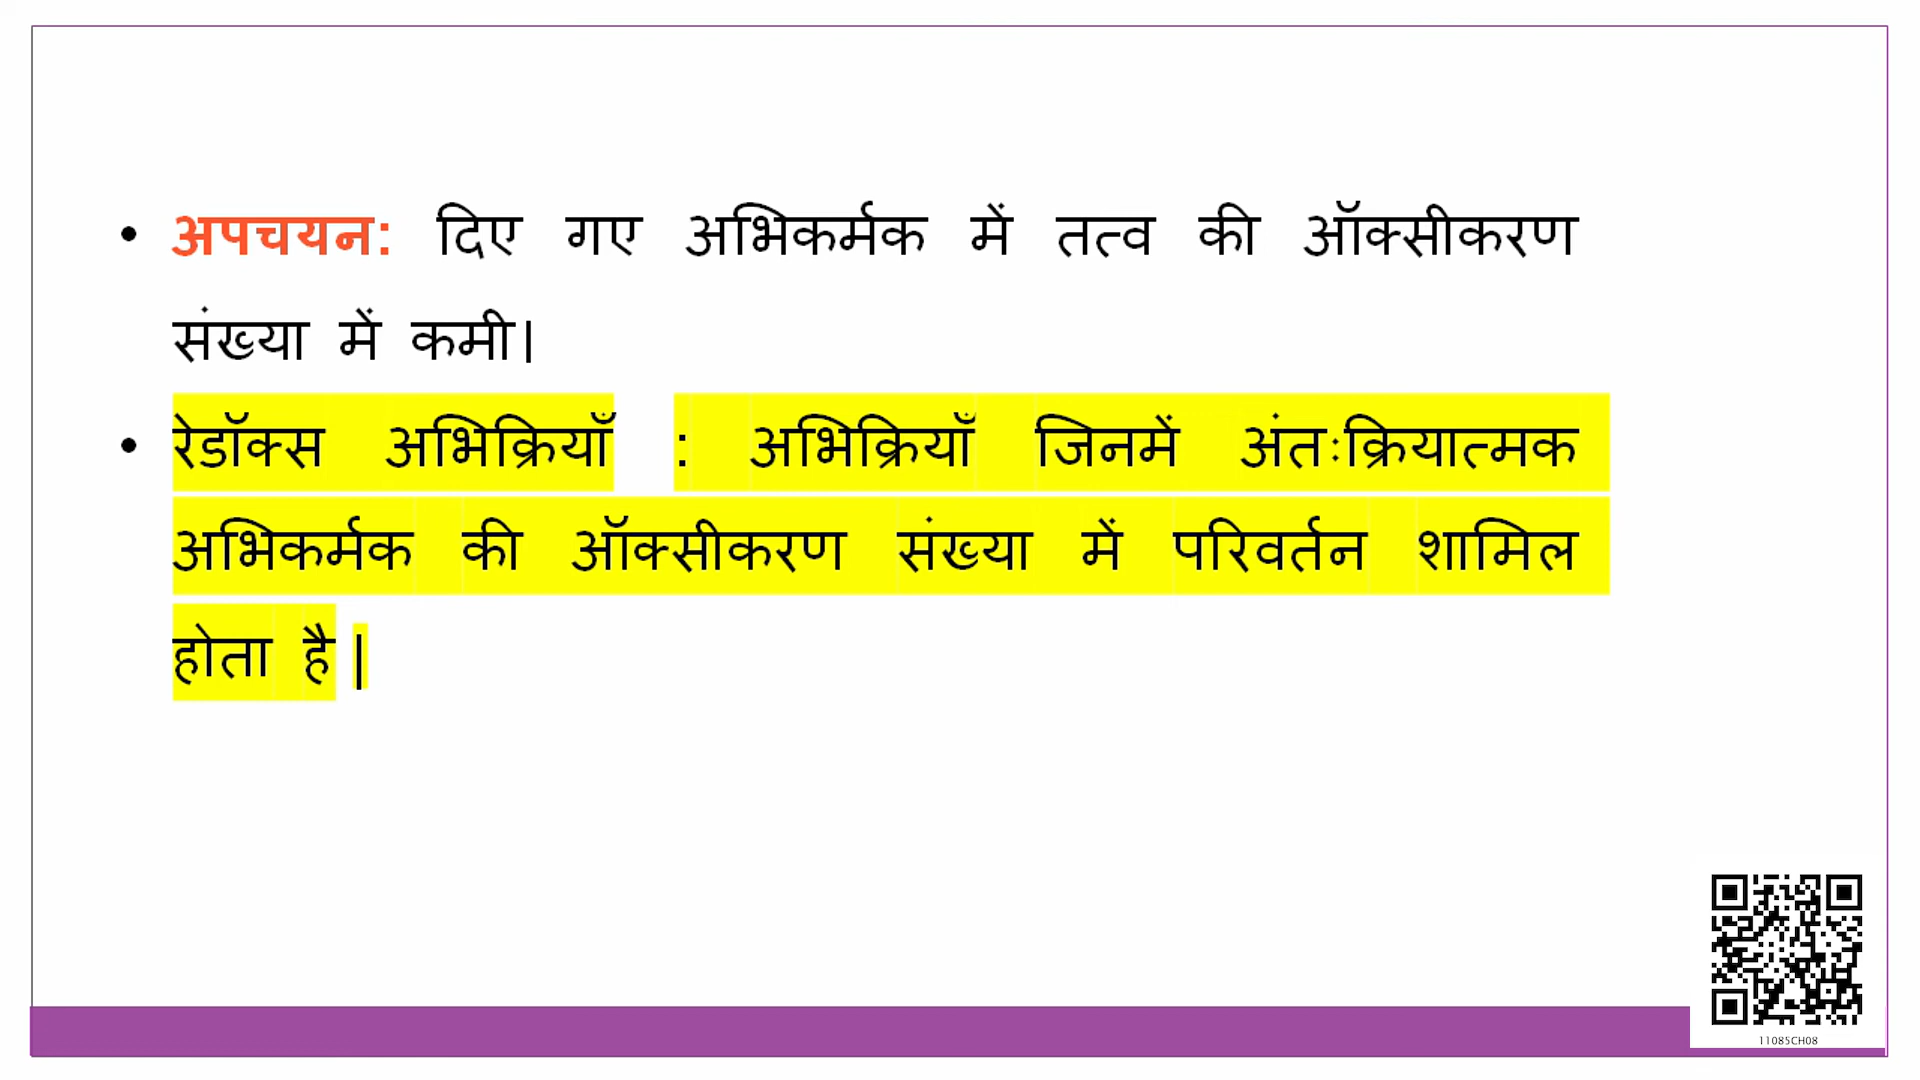 • अपचयन: दिए गए अभिकर्मक में तत्व की ऑक्सीकरण
संख्या में कमी।
• रेडॉक्स अभिक्रियाँ : अभिक्रियाँ जिनमें अंतःक्रियात्मक
अभिकर्मक की ऑक्सीकरण संख्या में परिवर्तन शामिल
होता है |
11085CH08